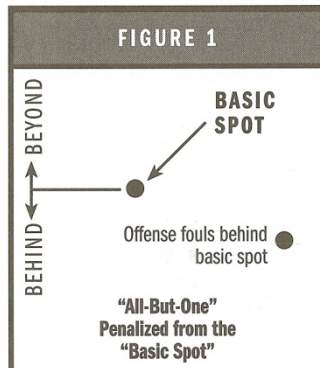 FIGURE 1
BASIC
SPOT
BEYOND
BEHIND
Offense fouls behind
basic spot
“All-But-One”
Penalized from the
“Basic Spot”